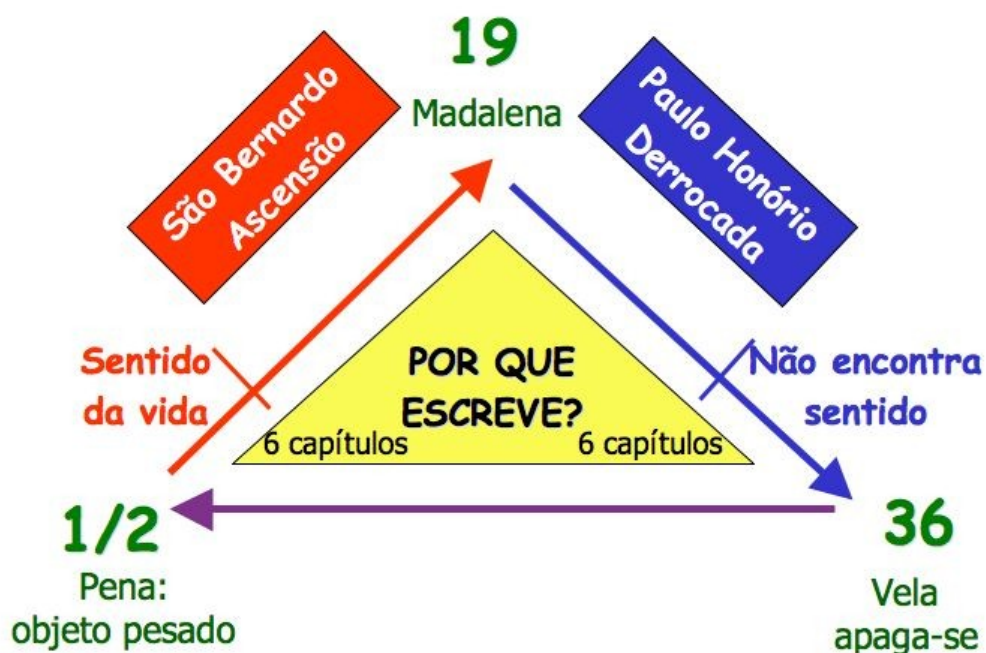 19
Madalena
São Bernardo
Ascensão
Paulo Honório
Derrocada
Sentido
da vida
POR QUE
ESCREVE?
6 capítulos
6 capítulos
Não encontra
sentido
1/2
Pena:
objeto pesado
36
Vela
apaga-se